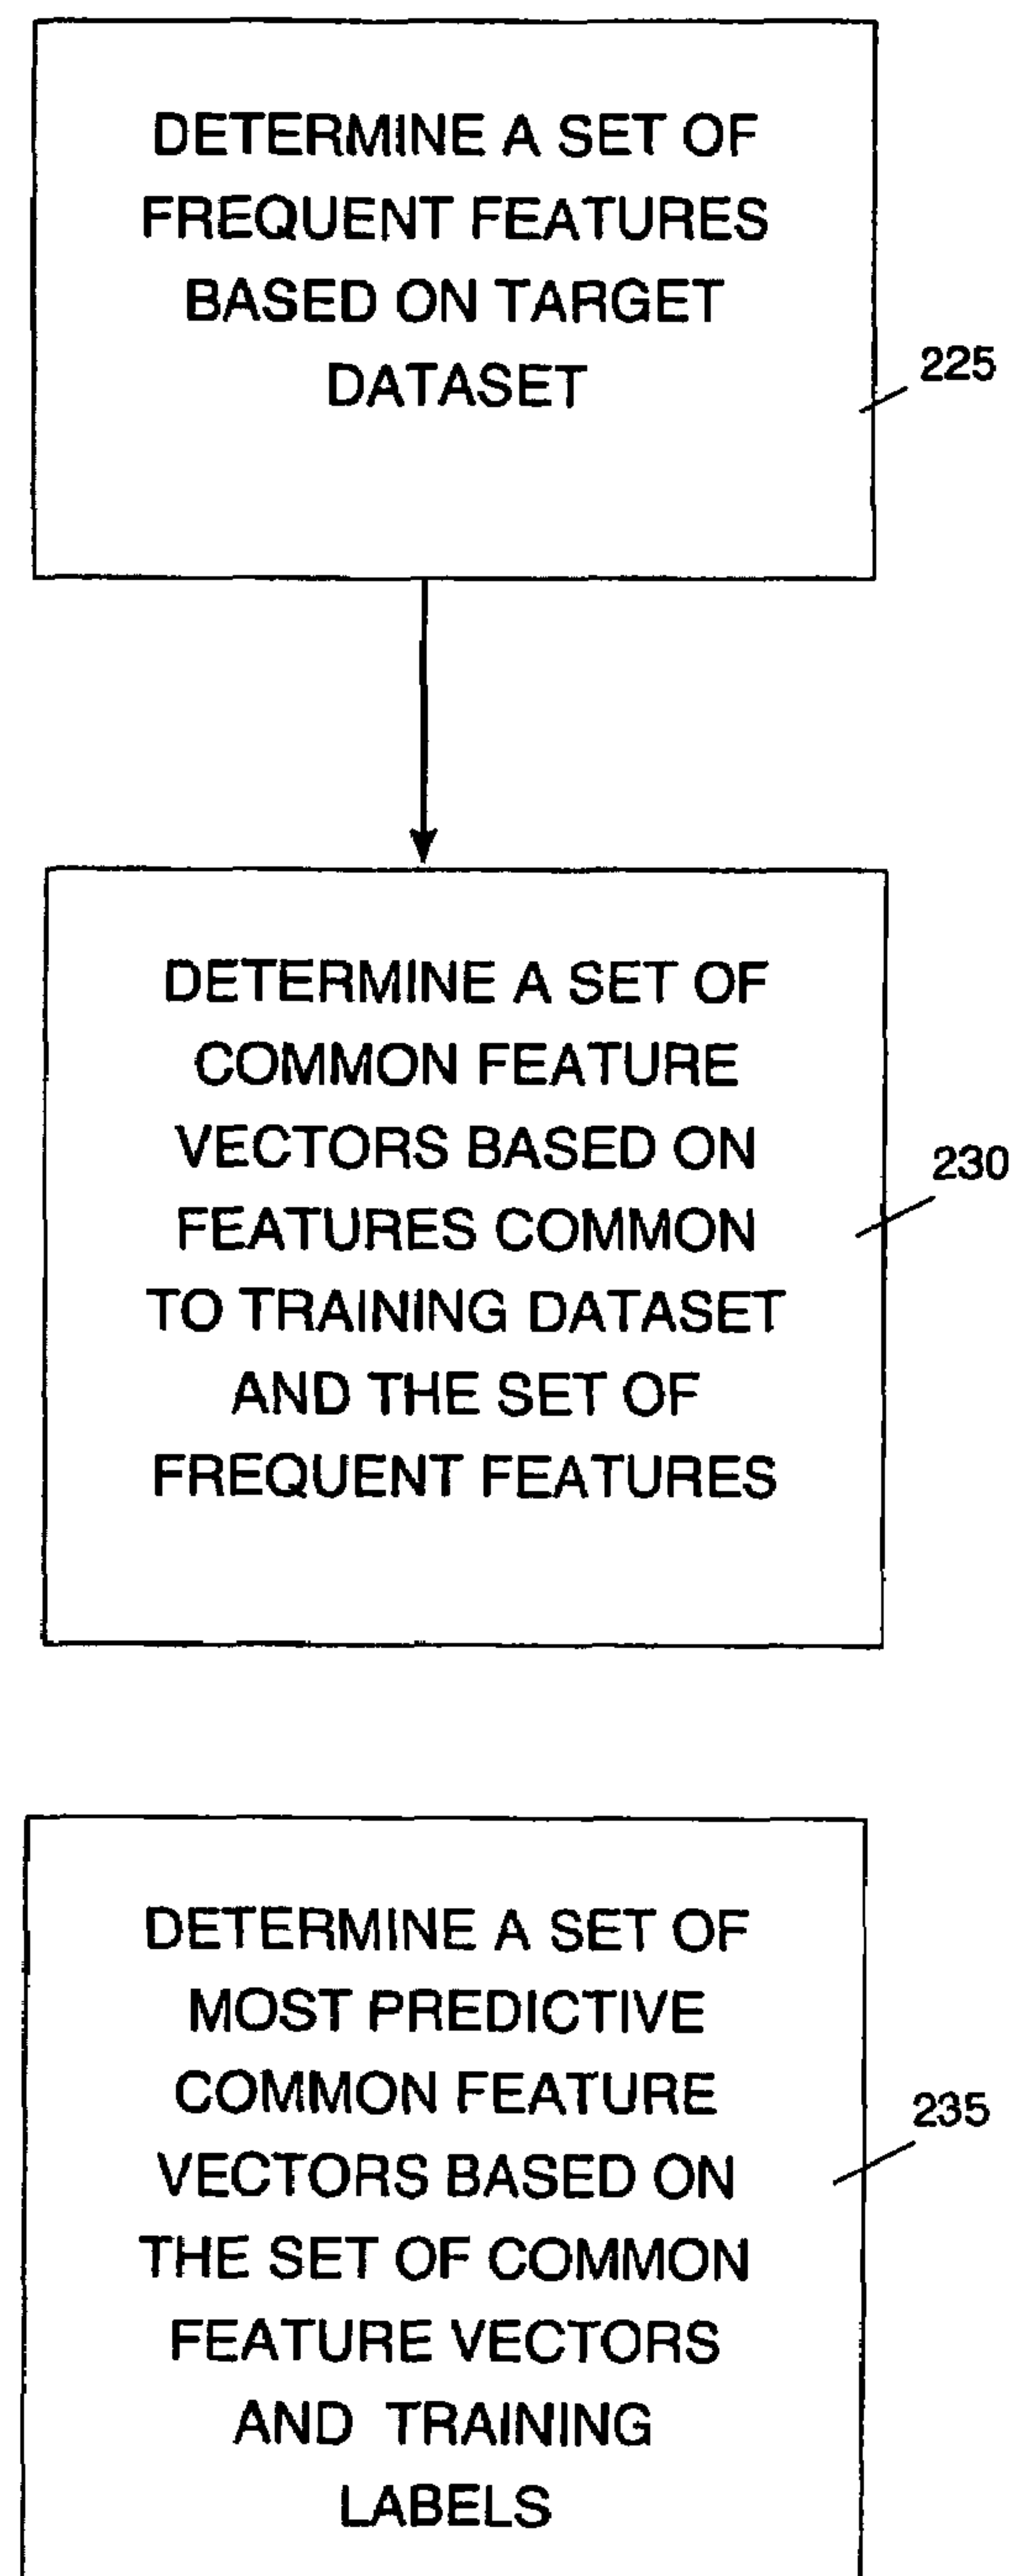 DETERMINE A SET OF
FREQUENT FEATURES
BASED ON TARGET
DATASET
225
DETERMINE A SET OF
COMMON FEATURE
VECTORS BASED ON
FEATURES COMMON
TO TRAINING DATASET
AND THE SET OF
FREQUENT FEATURES
230
DETERMINE A SET OF
MOST PREDICTIVE
COMMON FEATURE
VECTORS BASED ON
THE SET OF COMMON
FEATURE VECTORS
AND TRAINING
LABELS
235